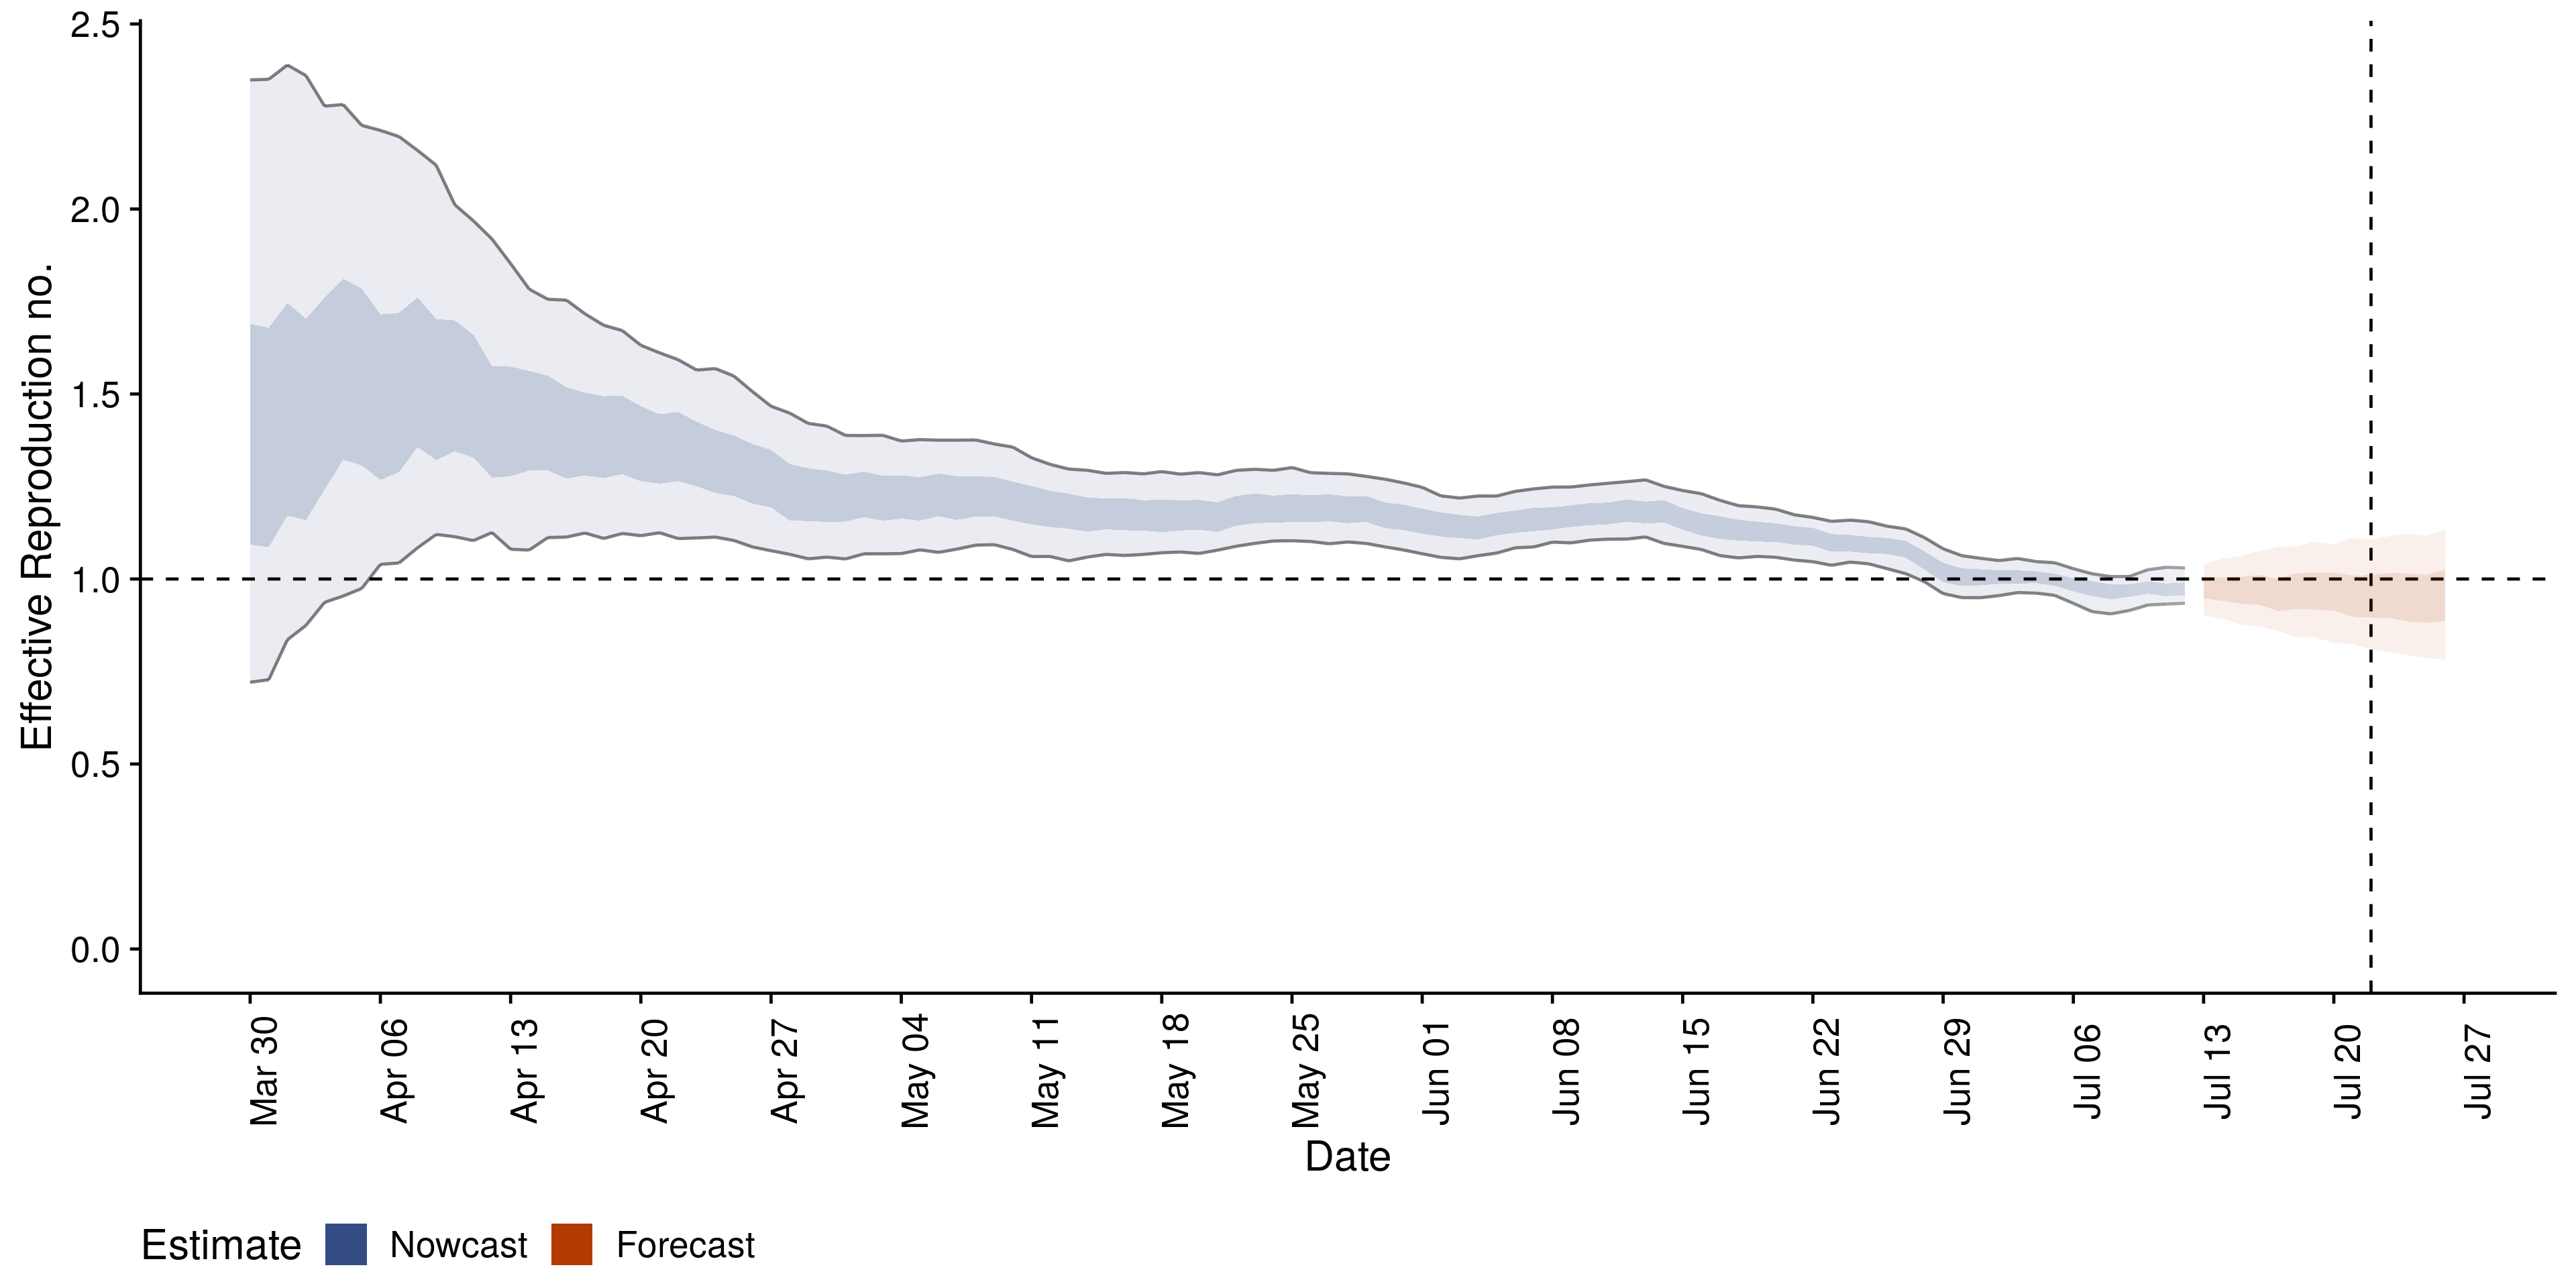 Effective Reproduction no.
2.5
2.0
1.5
1.0
0.5
0.0
Mar 30
Apr 06
Apr 13
Apr 20
Apr 27
May 04
May 11
May 18
May 25
Jun 01
Jun 08
Jun 15
Jun 22
Jun 29
Jul 06
Jul 13
Jul 20
Jul 27
Date
Estimate Nowcast Forecast